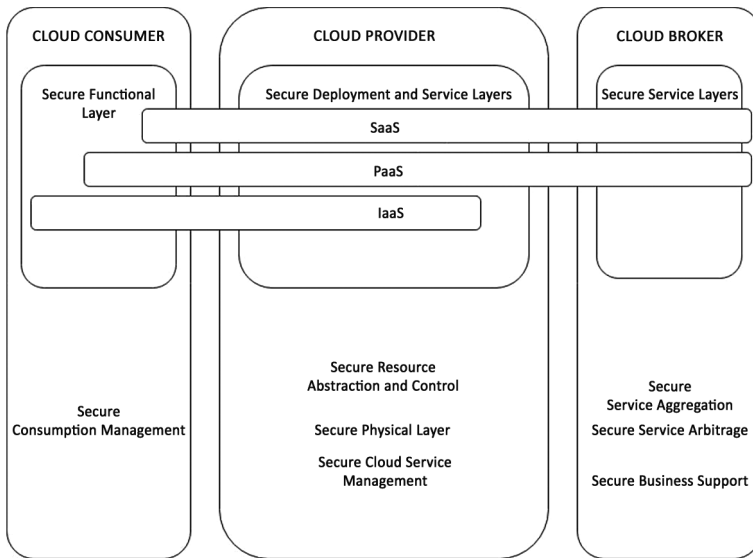 CLOUD CONSUMER
Secure Functional
Layer
CLOUD PROVIDER
Secure Deployment and Service Layers
CLOUD BROKER
Secure Service Layers
SaaS
PaaS
IaaS
Secure
Consumption Management
Secure Resource
Abstraction and Control
Secure Physical Layer
Secure Cloud Service
Management
Secure
Service Aggregation
Secure Service Arbitrage
Secure Business Support